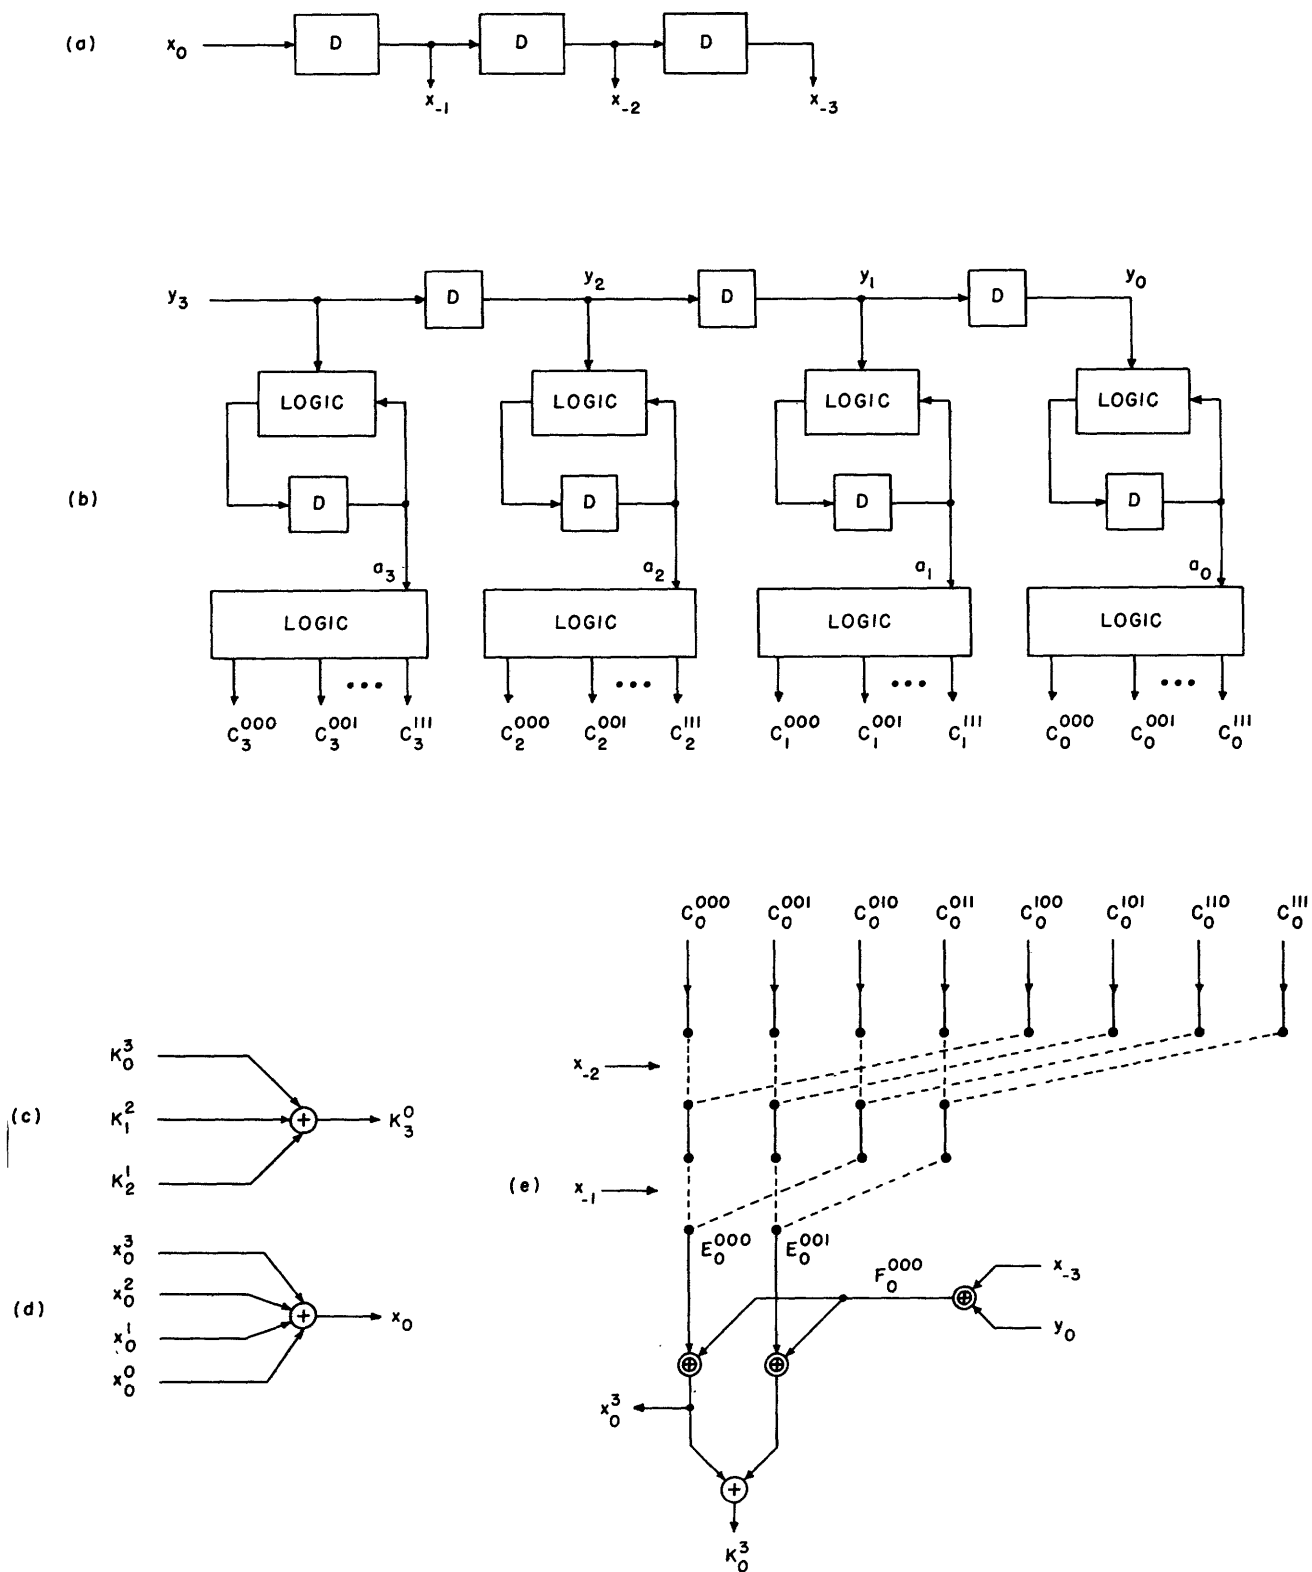 (a) x₀ D D D
x₋₁ x₋₂ x₋₃
y₃ D y₂ D y₁ D y₀
LOGIC LOGIC LOGIC LOGIC
(b) D D D D
a₃ a₂ a₁ a₀
LOGIC LOGIC LOGIC LOGIC
••• ••• ••• •••
C₃⁰⁰⁰ C₃⁰⁰¹ C₃¹¹¹ C₂⁰⁰⁰ C₂⁰⁰¹ C₂¹¹¹ C₁⁰⁰⁰ C₁⁰⁰¹ C₁¹¹¹ C₀⁰⁰⁰ C₀⁰⁰¹ C₀¹¹¹
(c)
K₀³
K₁² + K₃⁰
K₂¹
(d)
x₀³
x₀² + x₀
x₀¹
x₀⁰
C₀⁰⁰⁰ C₀⁰⁰¹ C₀⁰¹⁰ C₀⁰¹¹ C₀¹⁰⁰ C₀¹⁰¹ C₀¹¹⁰ C₀¹¹¹
x₋₂
(e) x₋₁
E₀⁰⁰⁰ E₀⁰⁰¹
F₀⁰⁰⁰ ⊕ x₋₃
y₀
⊕ ⊕
x₀³
+
K₀³